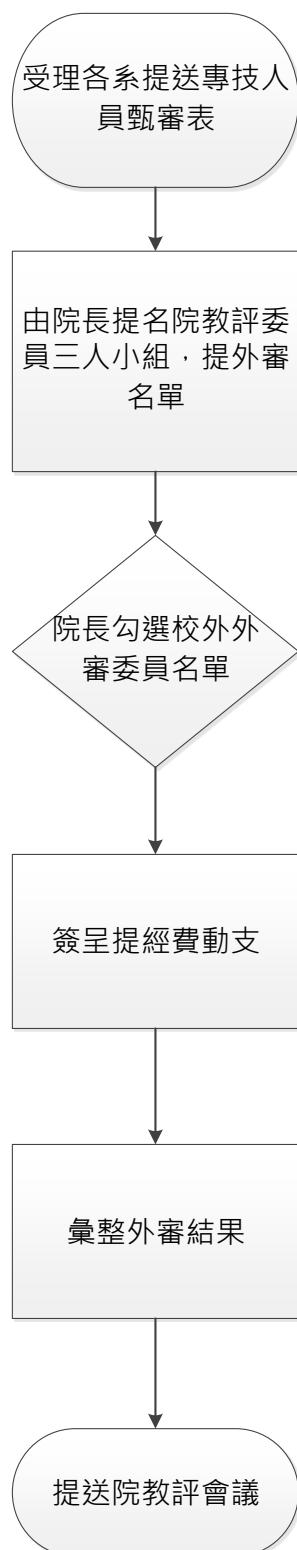 受理各系提送專技人
員甄審表
由院長提名院教評委
員三人小組，提外審
名單
院長勾選校外外
審委員名單
簽呈提經費動支
彙整外審結果
提送院教評會議